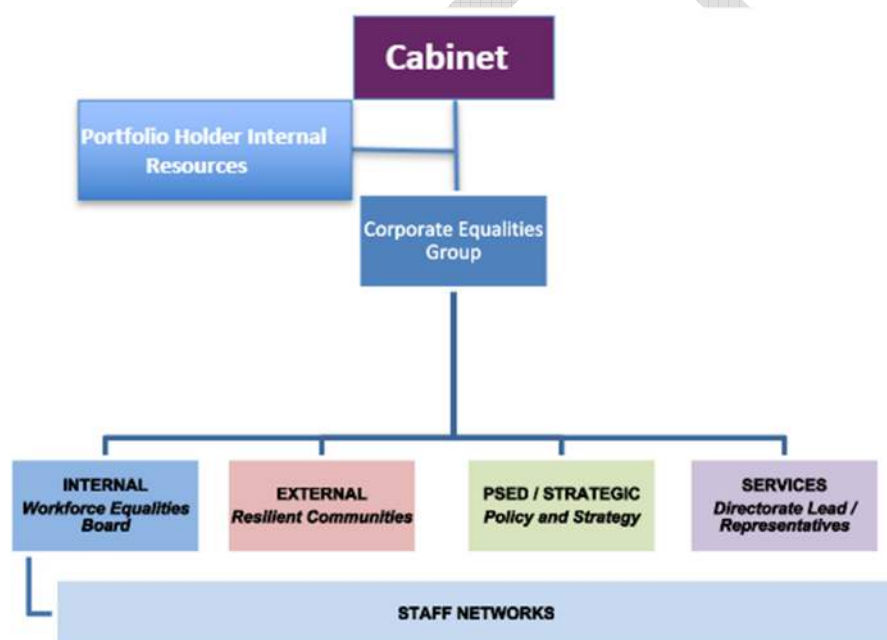 Cabinet
Portfolio Holder Internal
Resources
Corporate Equalities
Group
INTERNAL
Workforce Equalities
Board
EXTERNAL
Resilient Communities
PSED / STRATEGIC
Policy and Strategy
SERVICES
Directorate Lead /
Representatives
STAFF NETWORKS